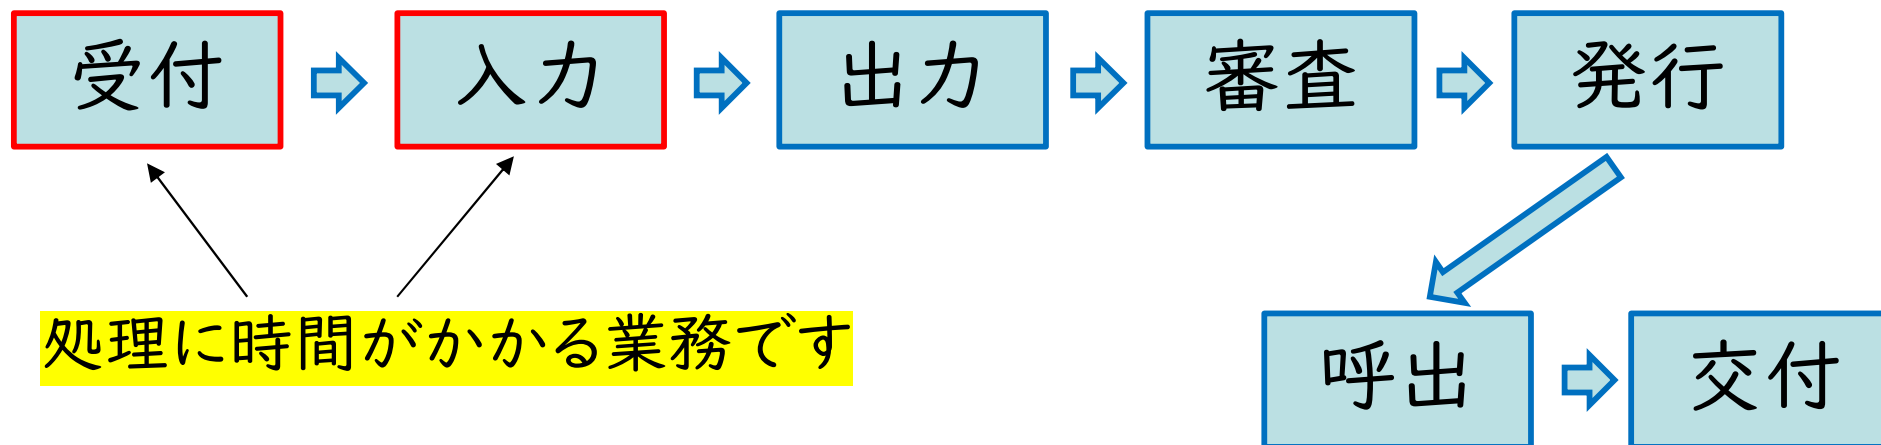 受付
入力
出力
審査
発行
処理に時間がかかる業務です
呼出
交付